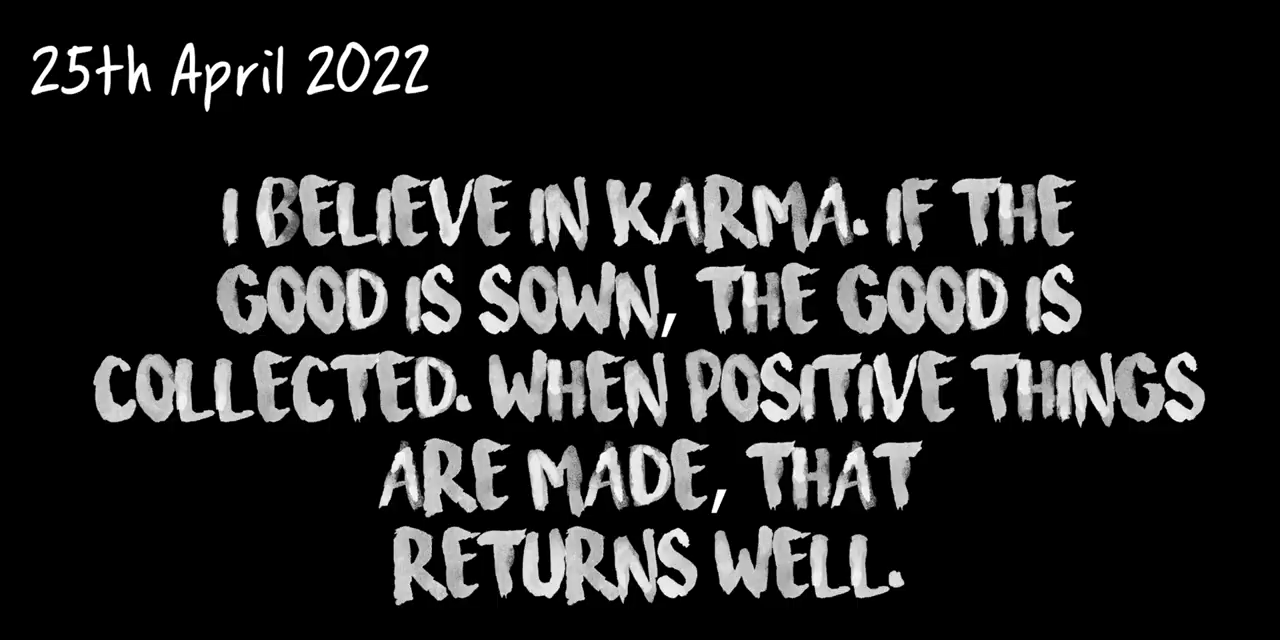 25th April 2022
I BELIEVE IN KARMA. IF THE
GOOD IS SOWN, THE GOOD IS
COLLECTED. WHEN POSITIVE THINGS
ARE MADE, THAT
RETURNS WELL.